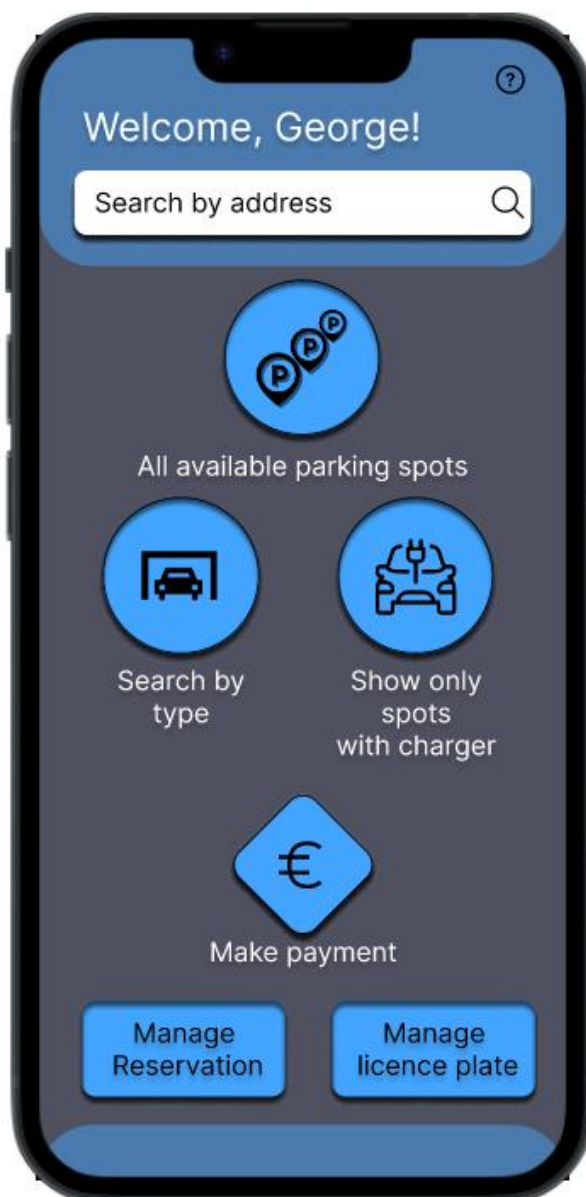 ?
Welcome, George!
Search by address
P P P
All available parking spots
Search by
type
Show only
spots
with charger
€
Make payment
Manage
Reservation
Manage
licence plate